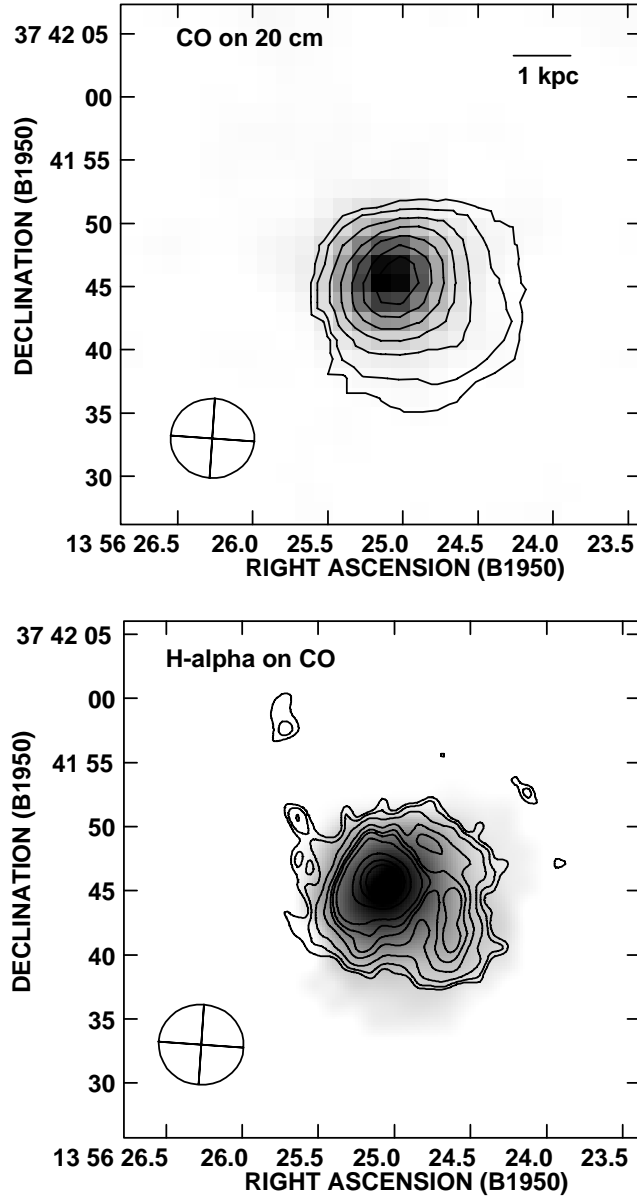 37 42 05
CO on 20 cm
1 kpc
00
41 55
50
45
40
35
30
DECLINATION (B1950)
13 56 26.5 26.0 25.5 25.0 24.5 24.0 23.5
RIGHT ASCENSION (B1950)
37 42 05
H-alpha on CO
00
41 55
50
45
40
35
30
DECLINATION (B1950)
13 56 26.5 26.0 25.5 25.0 24.5 24.0 23.5
RIGHT ASCENSION (B1950)